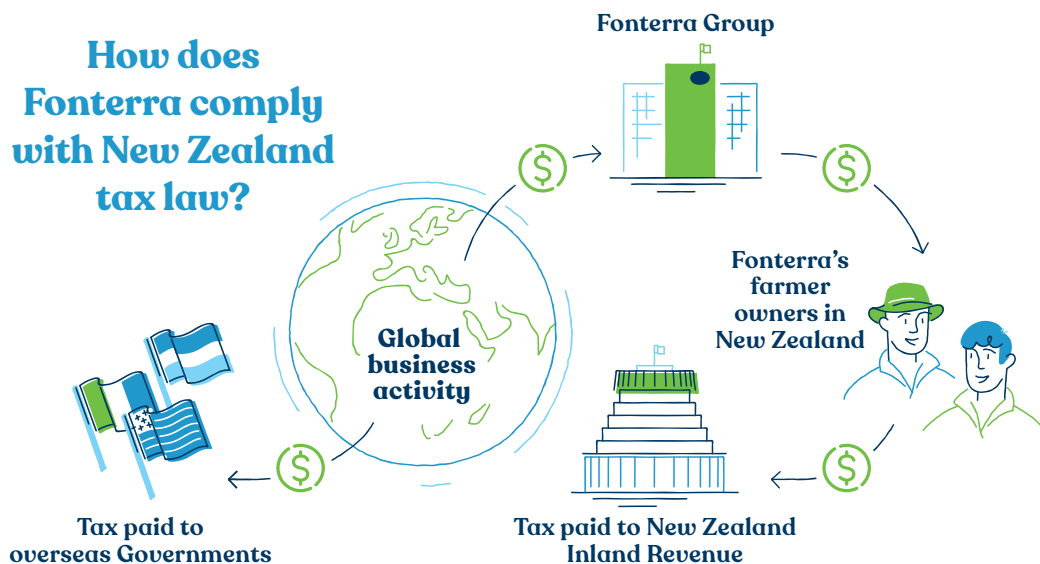 How does
Fonterra comply
with New Zealand
tax law?
Fonterra Group
$
$
Fonterra's
farmer
owners in
New Zealand
Global
business
activity
$
$
Tax paid to
overseas Governments
Tax paid to New Zealand
Inland Revenue